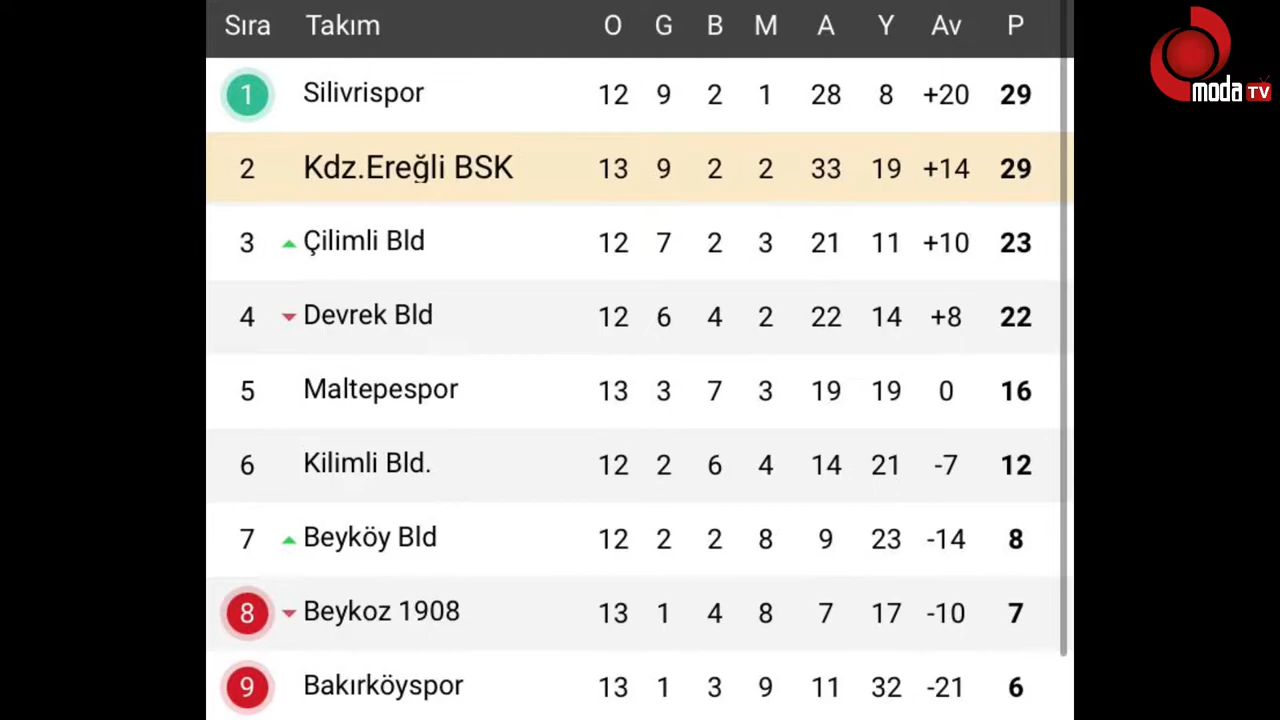 Sıra Takım O G B M A Y Av P
1 Silivrispor 12 9 2 1 28 8 +20 29
2 Kdz.Ereğli BSK 13 9 2 2 33 19 +14 29
3 Çilimli Bld 12 7 2 3 21 11 +10 23
4 Devrek Bld 12 6 4 2 22 14 +8 22
5 Maltepespor 13 3 7 3 19 19 0 16
6 Kilimli Bld. 12 2 6 4 14 21 -7 12
7 Beyköy Bld 12 2 2 8 9 23 -14 8
8 Beykoz 1908 13 1 4 8 7 17 -10 7
9 Bakırköyspor 13 1 3 9 11 32 -21 6
moda TV